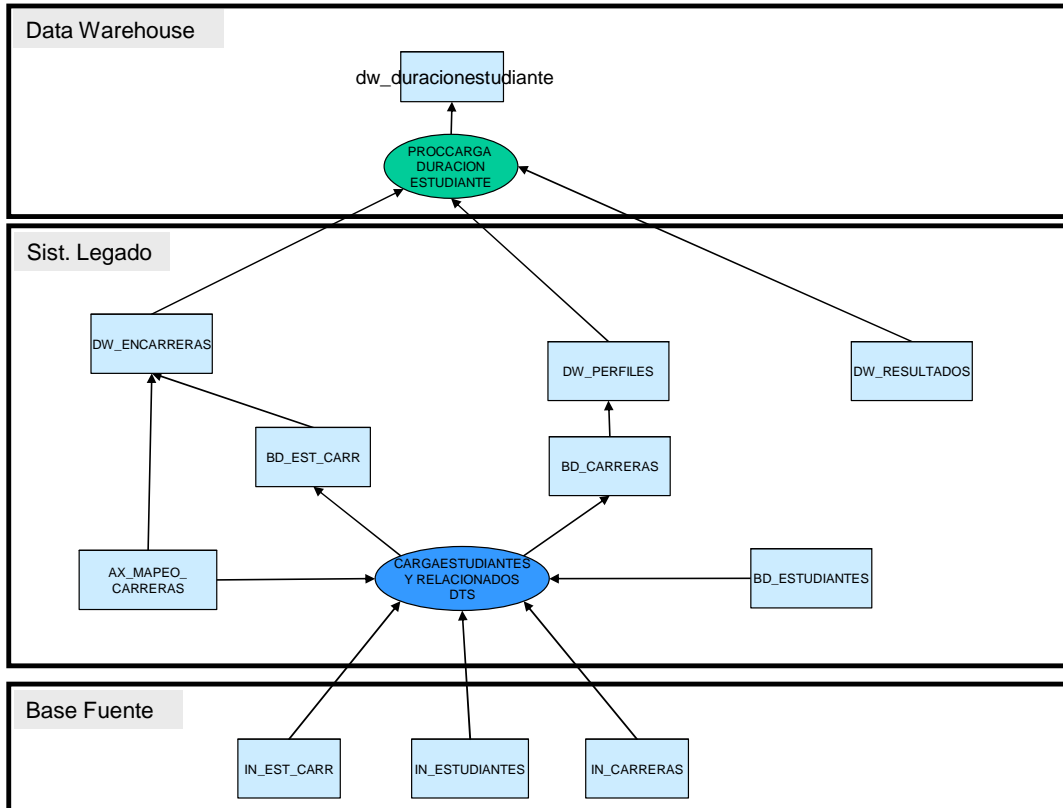 Data Warehouse
dw_duracionestudiante
PROCCARGA
DURACION
ESTUDIANTE
Sist. Legado
DW_ENCARRERAS
DW_PERFILES
DW_RESULTADOS
BD_EST_CARR
BD_CARRERAS
AX_MAPEO_
CARRERAS
CARGAESTUDIANTES
Y RELACIONADOS
DTS
BD_ESTUDIANTES
Base Fuente
IN_EST_CARR
IN_ESTUDIANTES
IN_CARRERAS